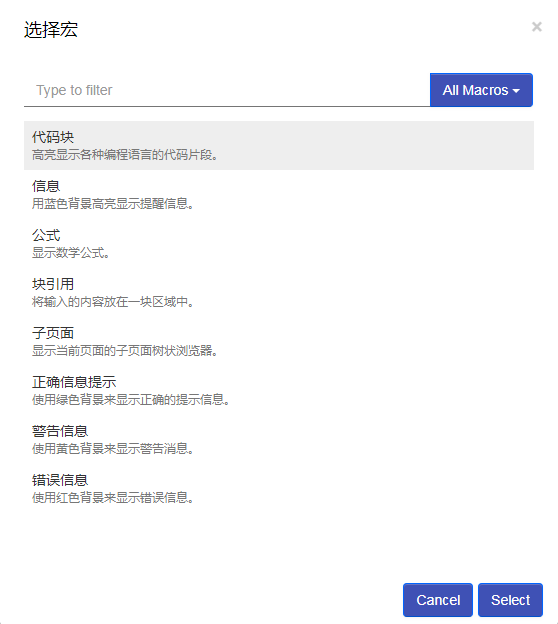 选择宏
×
Type to filter
All Macros
代码块
高亮显示各种编程语言的代码片段。
信息
用蓝色背景高亮显示提醒信息。
公式
显示数学公式。
块引用
将输入的内容放在一块区域中。
子页面
显示当前页面的子页面树状浏览器。
正确信息提示
使用绿色背景来显示正确的提示信息。
警告信息
使用黄色背景来显示警告消息。
错误信息
使用红色背景来显示错误信息。
Cancel
Select